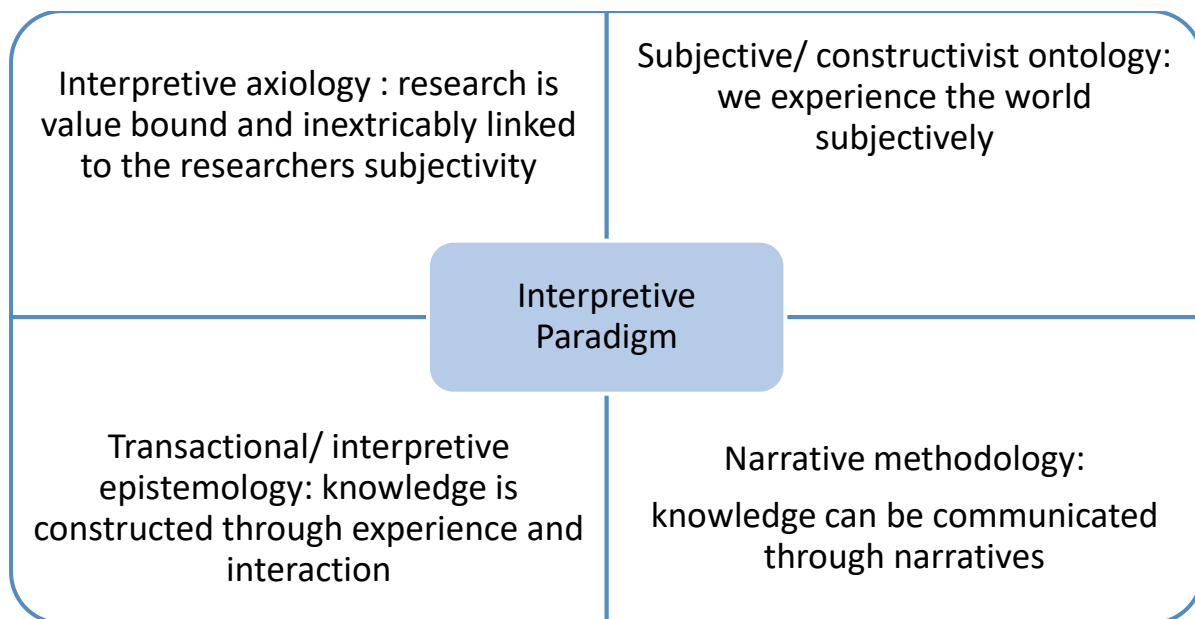 Interpretive axiology : research is
value bound and inextricably linked
to the researchers subjectivity
Subjective/ constructivist ontology:
we experience the world
subjectively
Interpretive
Paradigm
Transactional/ interpretive
epistemology: knowledge is
constructed through experience and
interaction
Narrative methodology:
knowledge can be communicated
through narratives